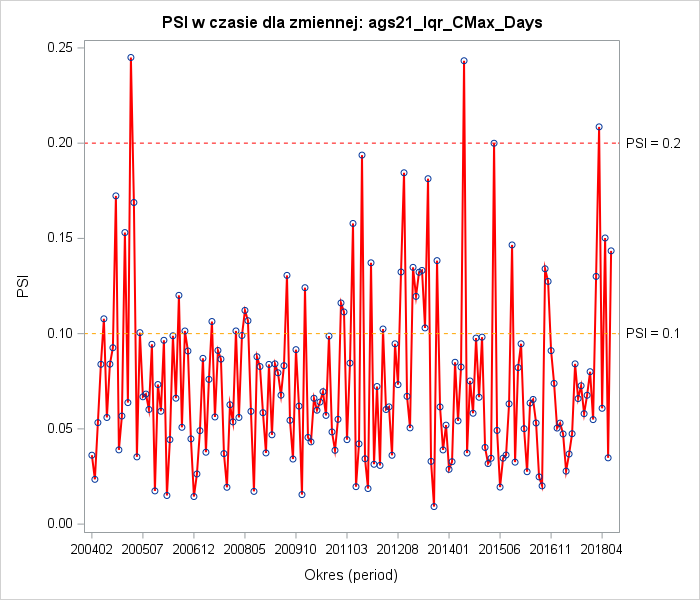 PSI w czasie dla zmiennej: ags21_Iqr_CMax_Days
0.25
0.20
0.15
0.10
0.05
0.00
PSI
PSI = 0.2
PSI = 0.1
200402 200507 200612 200805 200910 201103 201208 201401 201506 201611 201804
Okres (period)